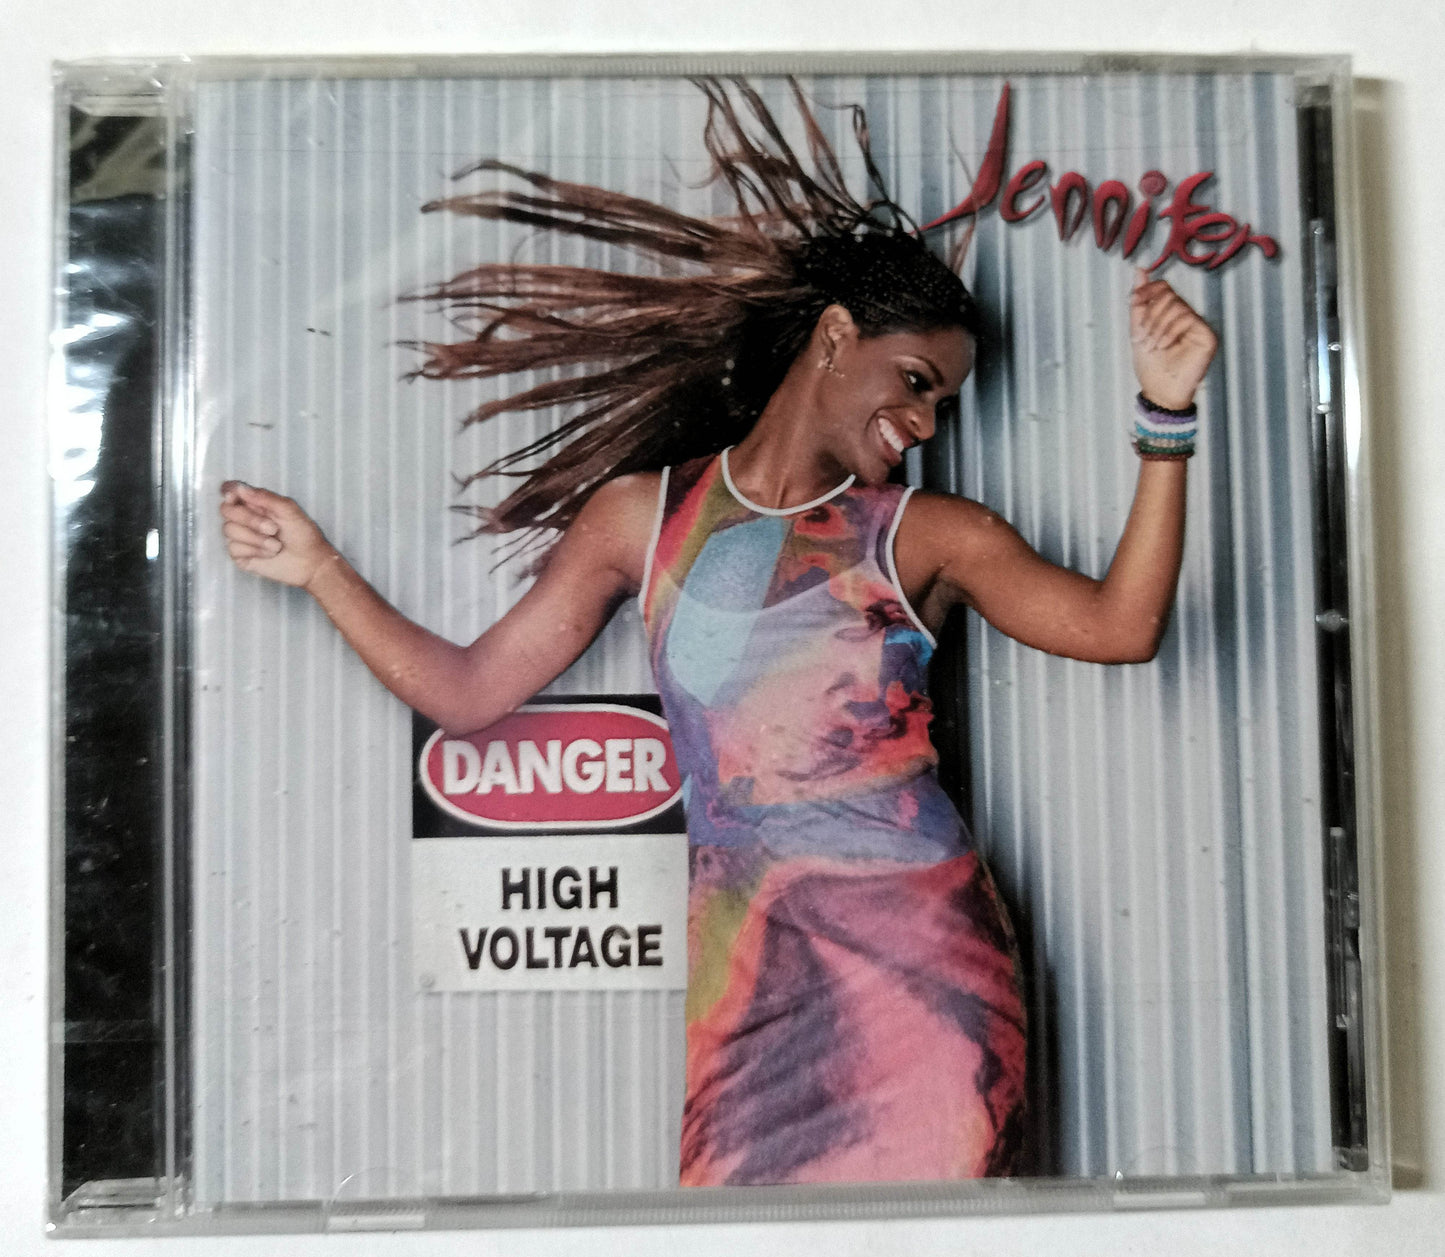 Jennifer
DANGER
HIGH
VOLTAGE